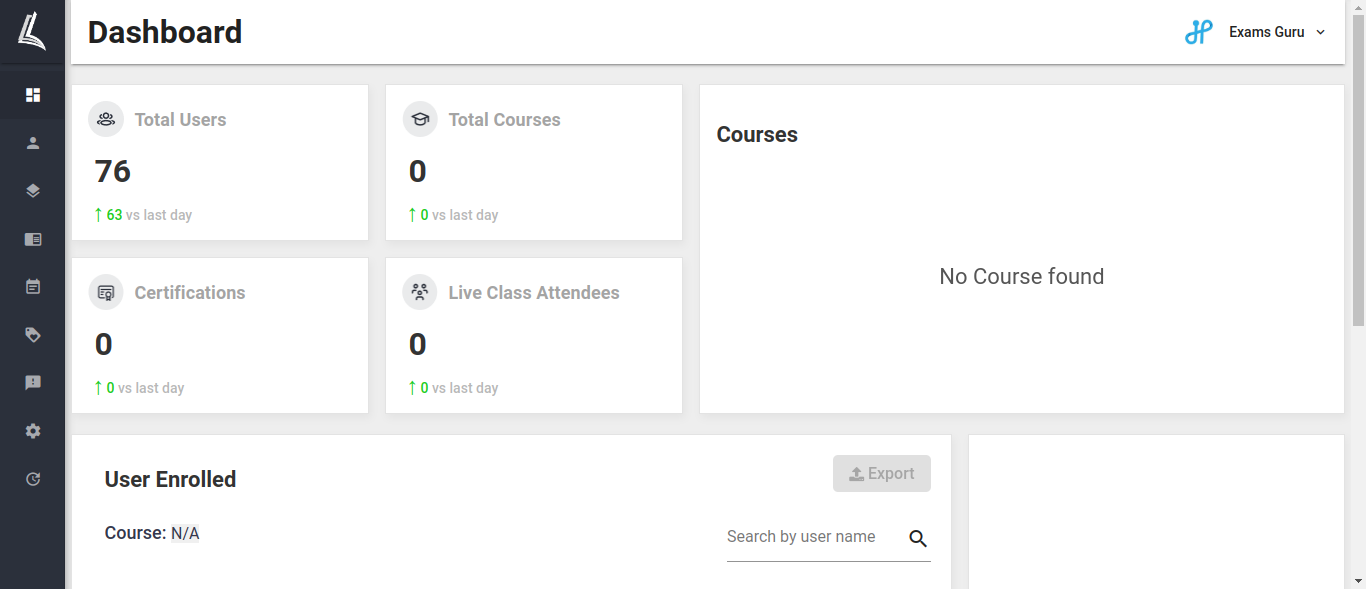 Dashboard
Exams Guru
Total Users
76
↑ 63 vs last day
Total Courses
0
↑ 0 vs last day
Courses
No Course found
Certifications
0
↑ 0 vs last day
Live Class Attendees
0
↑ 0 vs last day
User Enrolled
Export
Course: N/A
Search by user name